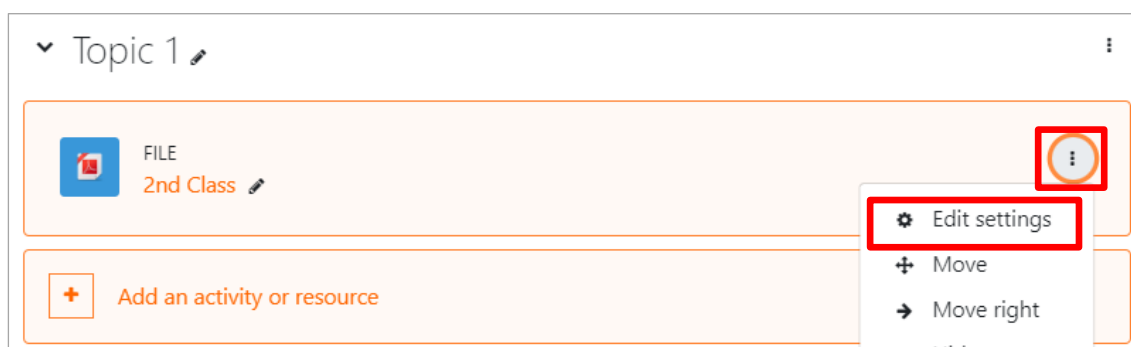 Topic 1
FILE
2nd Class
Edit settings
Move
Add an activity or resource
Move right